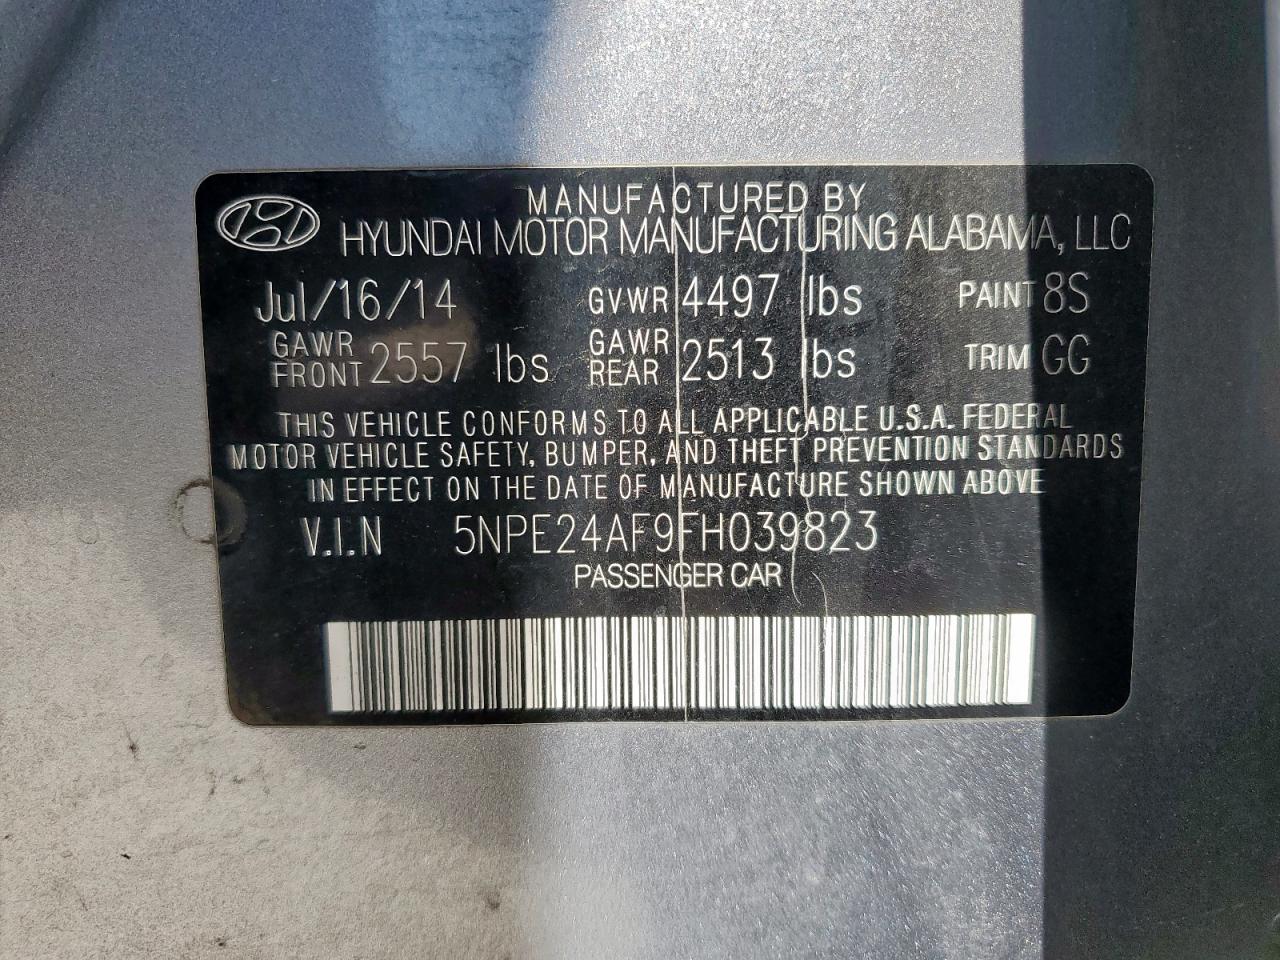 MANUFACTURED BY
HYUNDAI MOTOR MANUFACTURING ALABAMA, LLC
Jul/16/14 GVWR 4497 lbs PAINT 8S
GAWR FRONT 2557 lbs GAWR REAR 2513 lbs TRIM GG
THIS VEHICLE CONFORMS TO ALL APPLICABLE U.S.A. FEDERAL
MOTOR VEHICLE SAFETY, BUMPER, AND THEFT PREVENTION STANDARDS
IN EFFECT ON THE DATE OF MANUFACTURE SHOWN ABOVE
V.I.N 5NPE24AF9FH039823
PASSENGER CAR